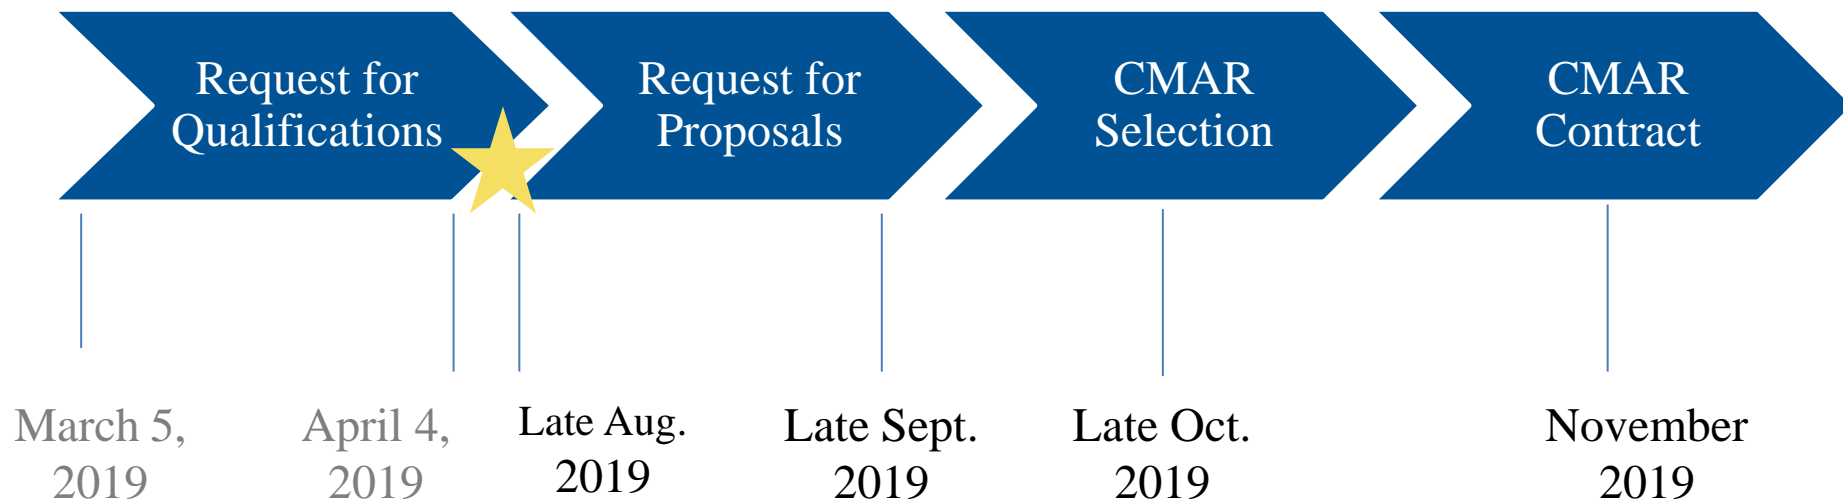 Request for
Qualifications
Request for
Proposals
CMAR
Selection
CMAR
Contract
March 5,
2019
April 4,
2019
Late Aug.
2019
Late Sept.
2019
Late Oct.
2019
November
2019